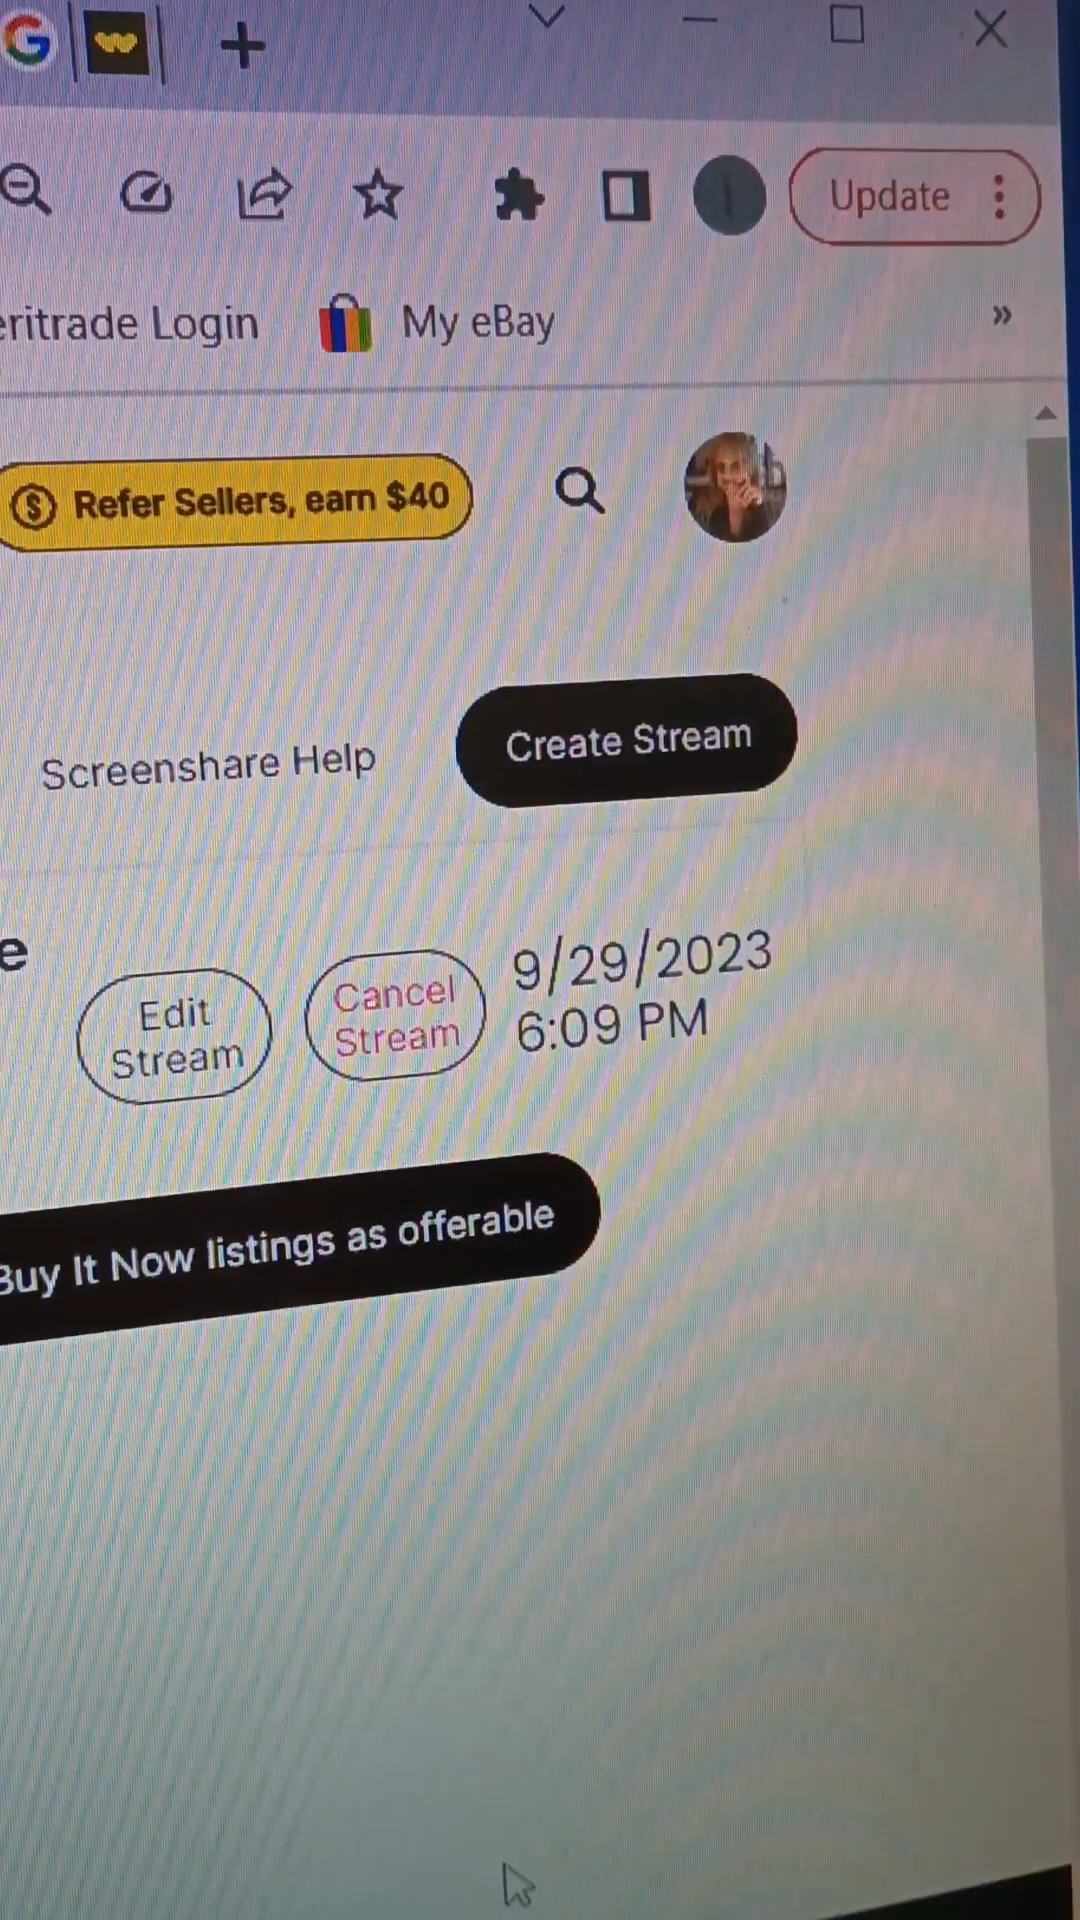 Update
eritrade Login
My eBay
Refer Sellers, earn $40
Screenshare Help
Create Stream
e
Edit
Stream
Cancel
Stream
9/29/2023
6:09 PM
Buy It Now listings as offerable